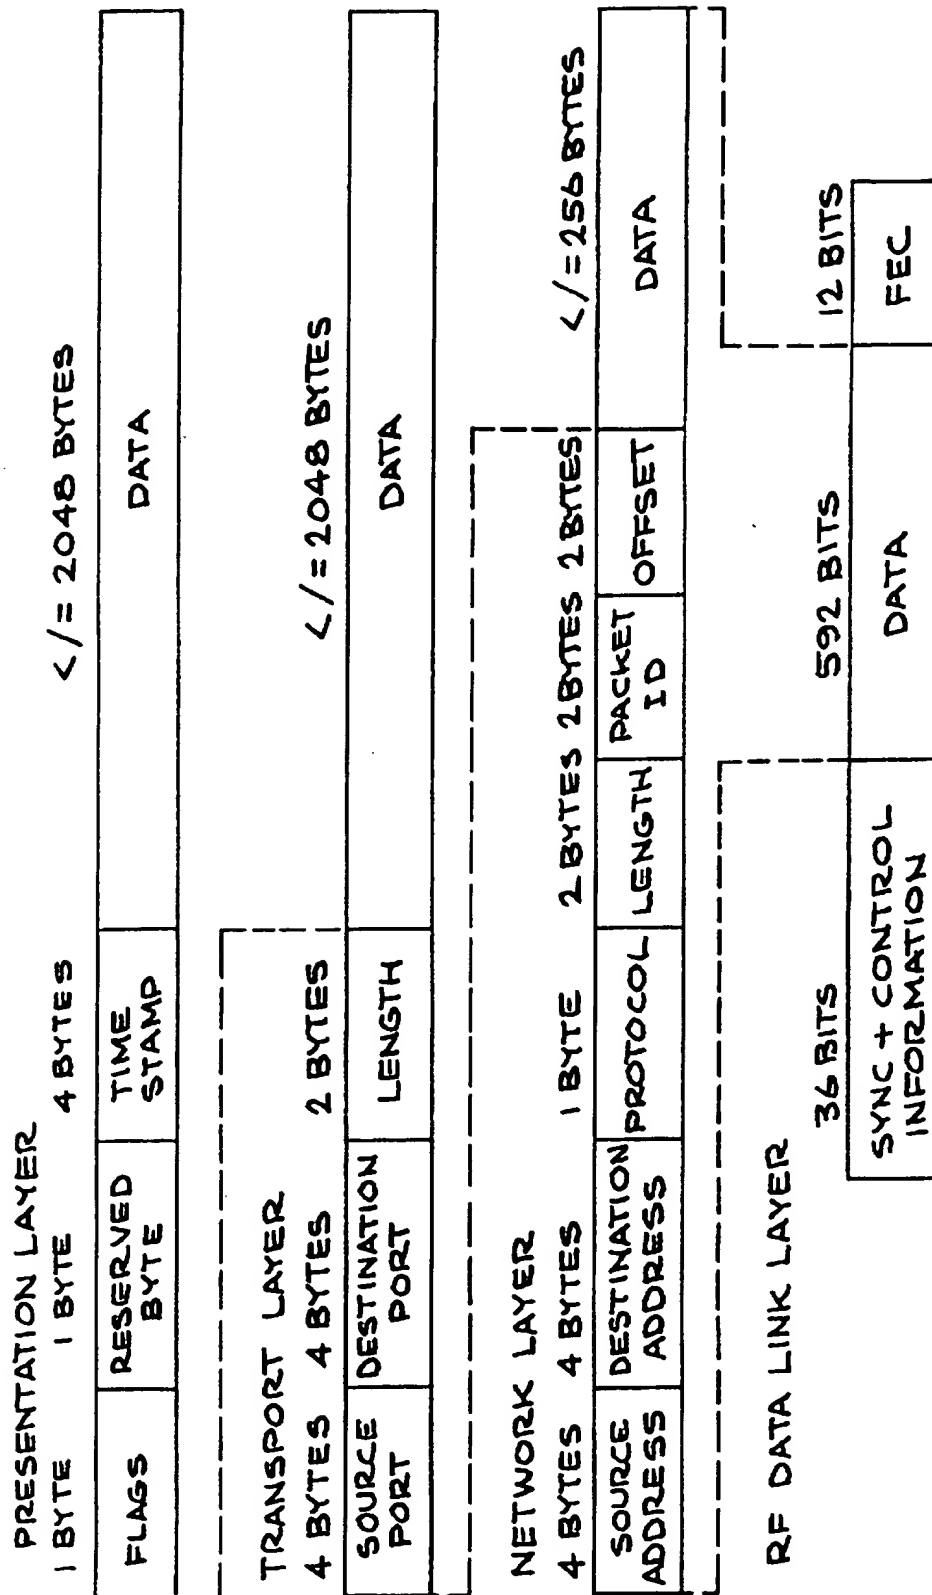 PRESENTATION LAYER
1 BYTE 1 BYTE 4 BYTES </= 2048 BYTES
FLAGS RESERVED BYTE TIME STAMP DATA
TRANSPORT LAYER
4 BYTES 4 BYTES 2 BYTES </= 2048 BYTES
SOURCE PORT DESTINATION PORT LENGTH DATA
NETWORK LAYER
4 BYTES 4 BYTES 1 BYTE 2 BYTES 2 BYTES 2 BYTES </= 256 BYTES
SOURCE ADDRESS DESTINATION ADDRESS PROTOCOL LENGTH PACKET ID OFFSET DATA
RF DATA LINK LAYER
36 BITS 592 BITS 12 BITS
SYNC + CONTROL INFORMATION DATA FEC